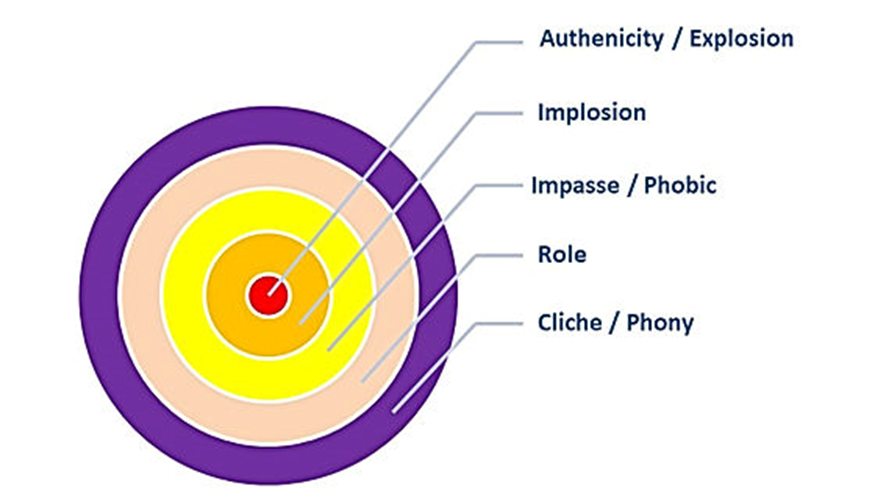 Authenicity / Explosion
Implosion
Impasse / Phobic
Role
Cliche / Phony